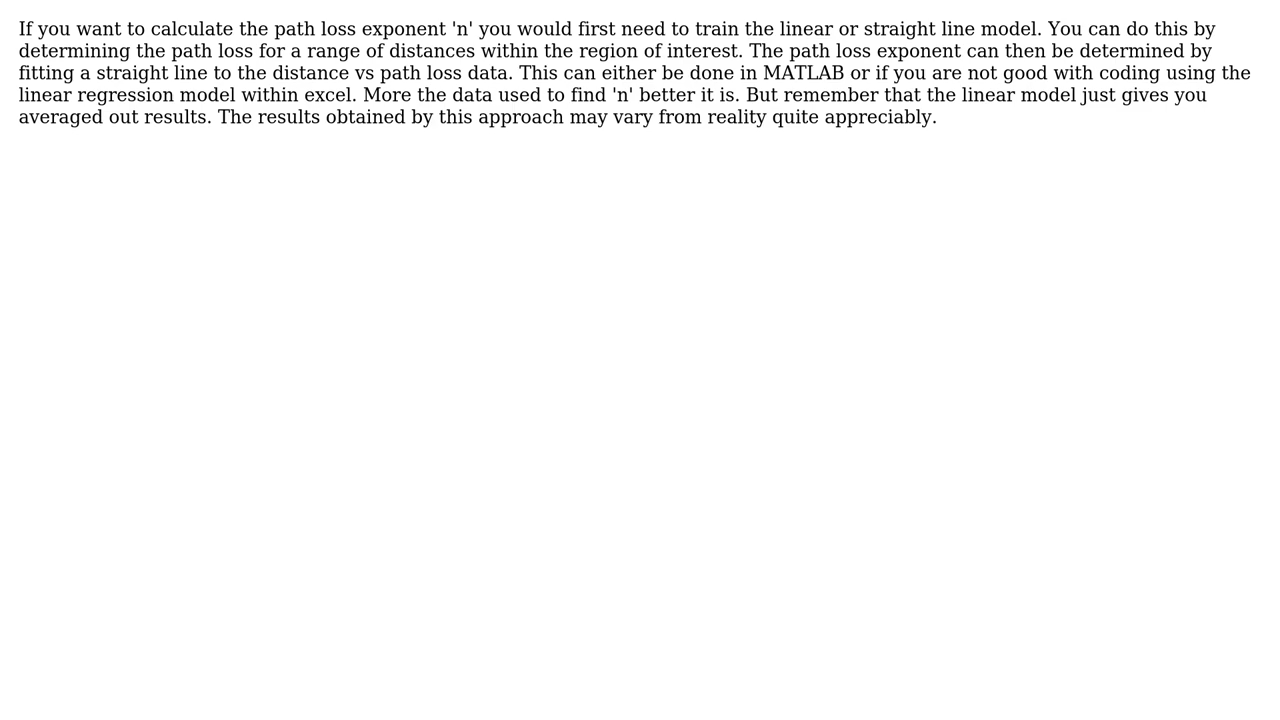 If you want to calculate the path loss exponent 'n' you would first need to train the linear or straight line model. You can do this by
determining the path loss for a range of distances within the region of interest. The path loss exponent can then be determined by
fitting a straight line to the distance vs path loss data. This can either be done in MATLAB or if you are not good with coding using the
linear regression model within excel. More the data used to find 'n' better it is. But remember that the linear model just gives you
averaged out results. The results obtained by this approach may vary from reality quite appreciably.